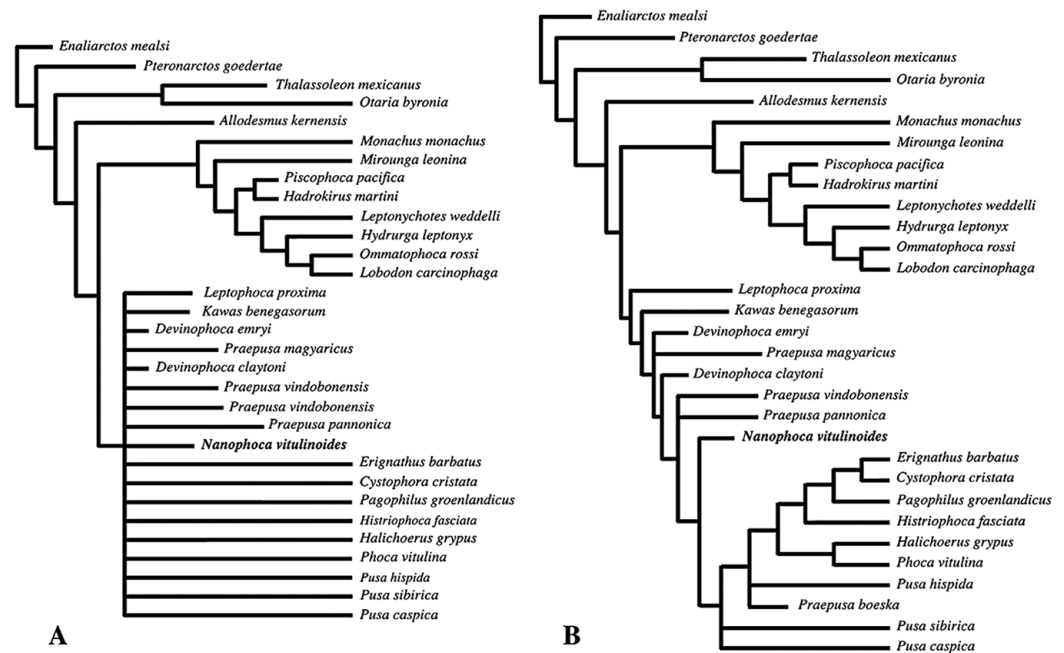 Enaliarctos mealsi
Pteronarctos goedertae
Thalassoleon mexicanus
Otaria byronia
Allodesmus kernensis
Monachus monachus
Mirounga leonina
Piscophoca pacifica
Hadrokirus martini
Leptonychotes weddelli
Hydrurga leptonyx
Ommatophoca rossi
Lobodon carcinophaga
Leptophoca proxima
Kawas benegasorum
Devinophoca emryi
Praepusa magyaricus
Devinophoca claytoni
Praepusa vindobonensis
Praepusa vindobonensis
Praepusa pannonica
Nanophoca vitulinoides
Erignathus barbatus
Cystophora cristata
Pagophilus groenlandicus
Histriophoca fasciata
Halichoerus grypus
Phoca vitulina
Pusa hispida
Pusa sibirica
Pusa caspica
A
Enaliarctos mealsi
Pteronarctos goedertae
Thalassoleon mexicanus
Otaria byronia
Allodesmus kernensis
Monachus monachus
Mirounga leonina
Piscophoca pacifica
Hadrokirus martini
Leptonychotes weddelli
Hydrurga leptonyx
Ommatophoca rossi
Lobodon carcinophaga
Leptophoca proxima
Kawas benegasorum
Devinophoca emryi
Praepusa magyaricus
Devinophoca claytoni
Praepusa vindobonensis
Praepusa pannonica
Nanophoca vitulinoides
Erignathus barbatus
Cystophora cristata
Pagophilus groenlandicus
Histriophoca fasciata
Halichoerus grypus
Phoca vitulina
Pusa hispida
Praepusa boeska
Pusa sibirica
Pusa caspica
B